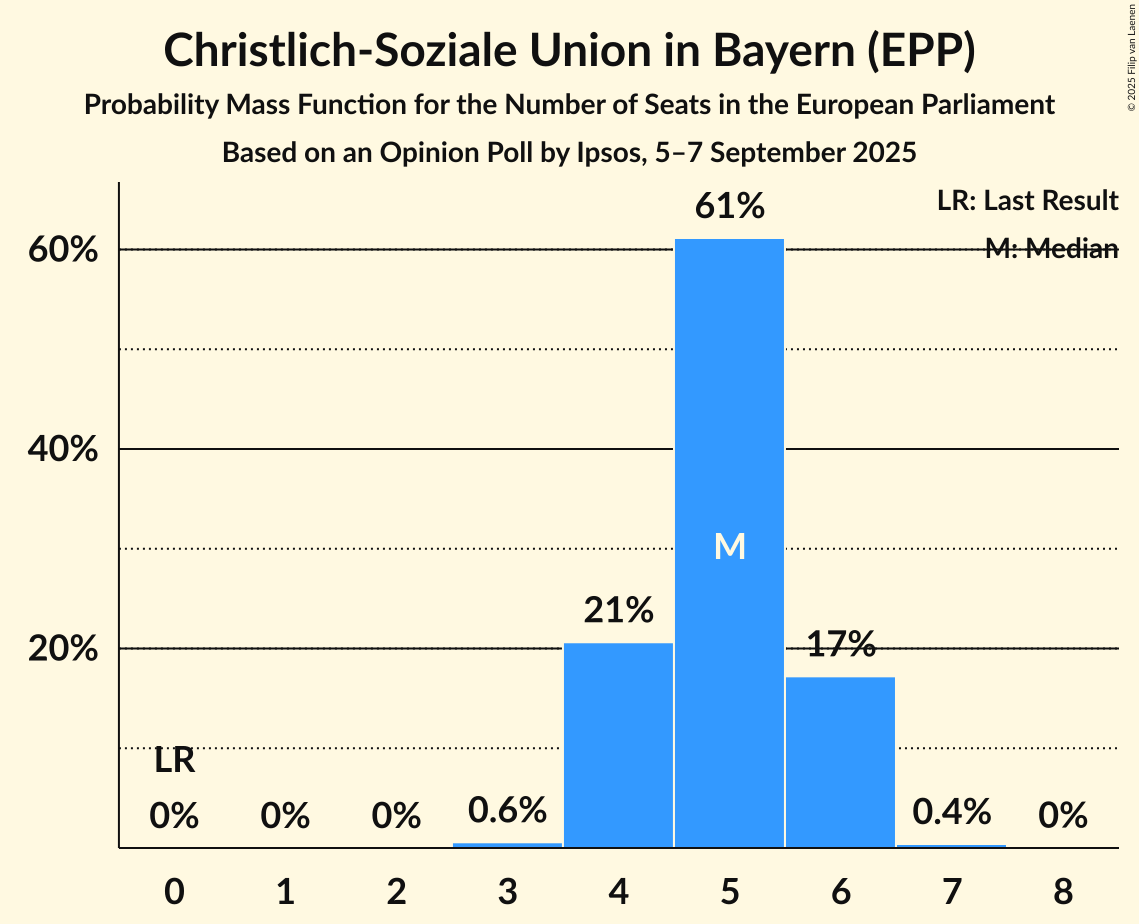 Christlich-Soziale Union in Bayern (EPP)
Probability Mass Function for the Number of Seats in the European Parliament
Based on an Opinion Poll by Ipsos, 5–7 September 2025
© 2025 Filip van Laenen
LR: Last Result
M: Median
61%
60%
40%
M
21%
20%
17%
LR
0% 0% 0% 0.6% 0.4% 0%
0 1 2 3 4 5 6 7 8